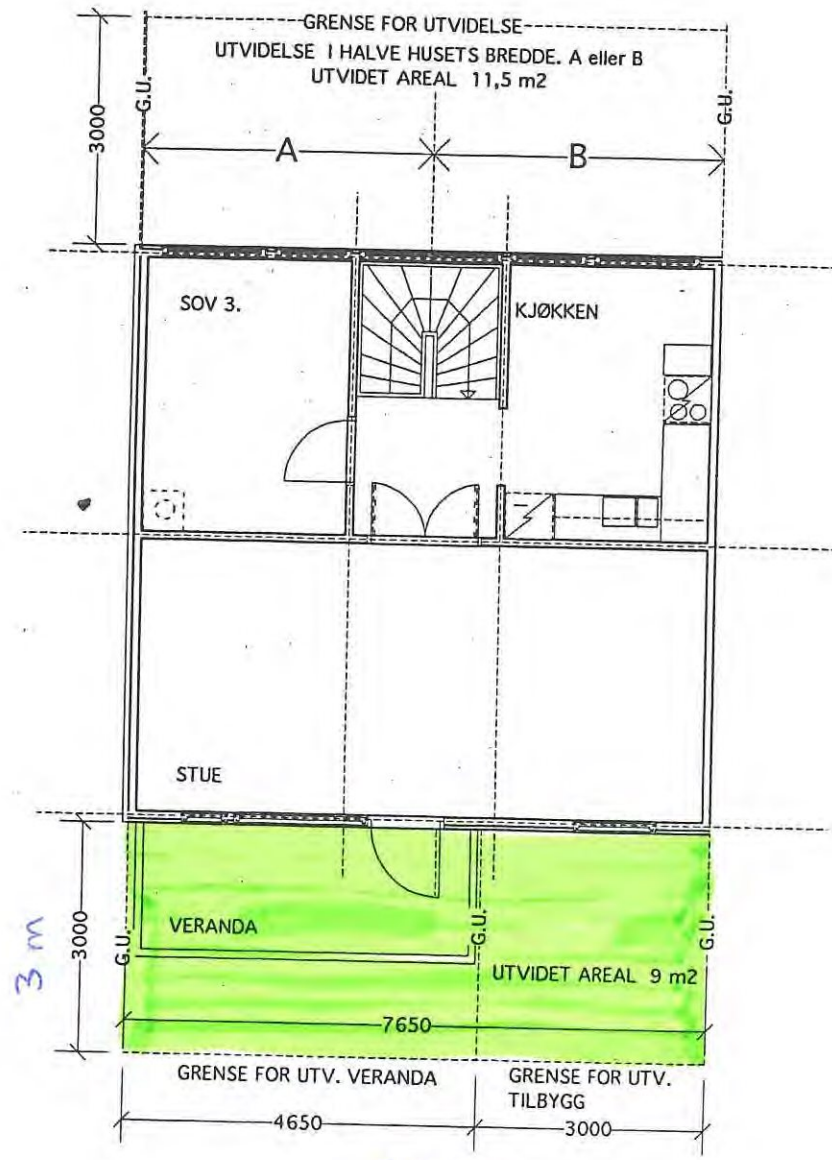 GRENSE FOR UTVIDELSE
UTVIDELSE I HALVE HUSETS BREDDE. A eller B
UTVIDET AREAL 11,5 m2
G.U.
G.U.
3000
A
B
SOV 3.
KJØKKEN
STUE
3 m
3000
G.U.
VERANDA
G.U.
G.U.
UTVIDET AREAL 9 m2
7650
GRENSE FOR UTV. VERANDA
GRENSE FOR UTV.
TILBYGG
4650
3000